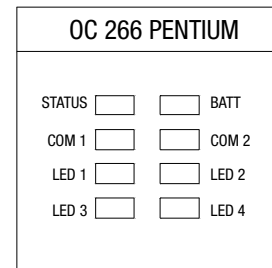 OC 266 PENTIUM
STATUS BATT
COM 1 COM 2
LED 1 LED 2
LED 3 LED 4